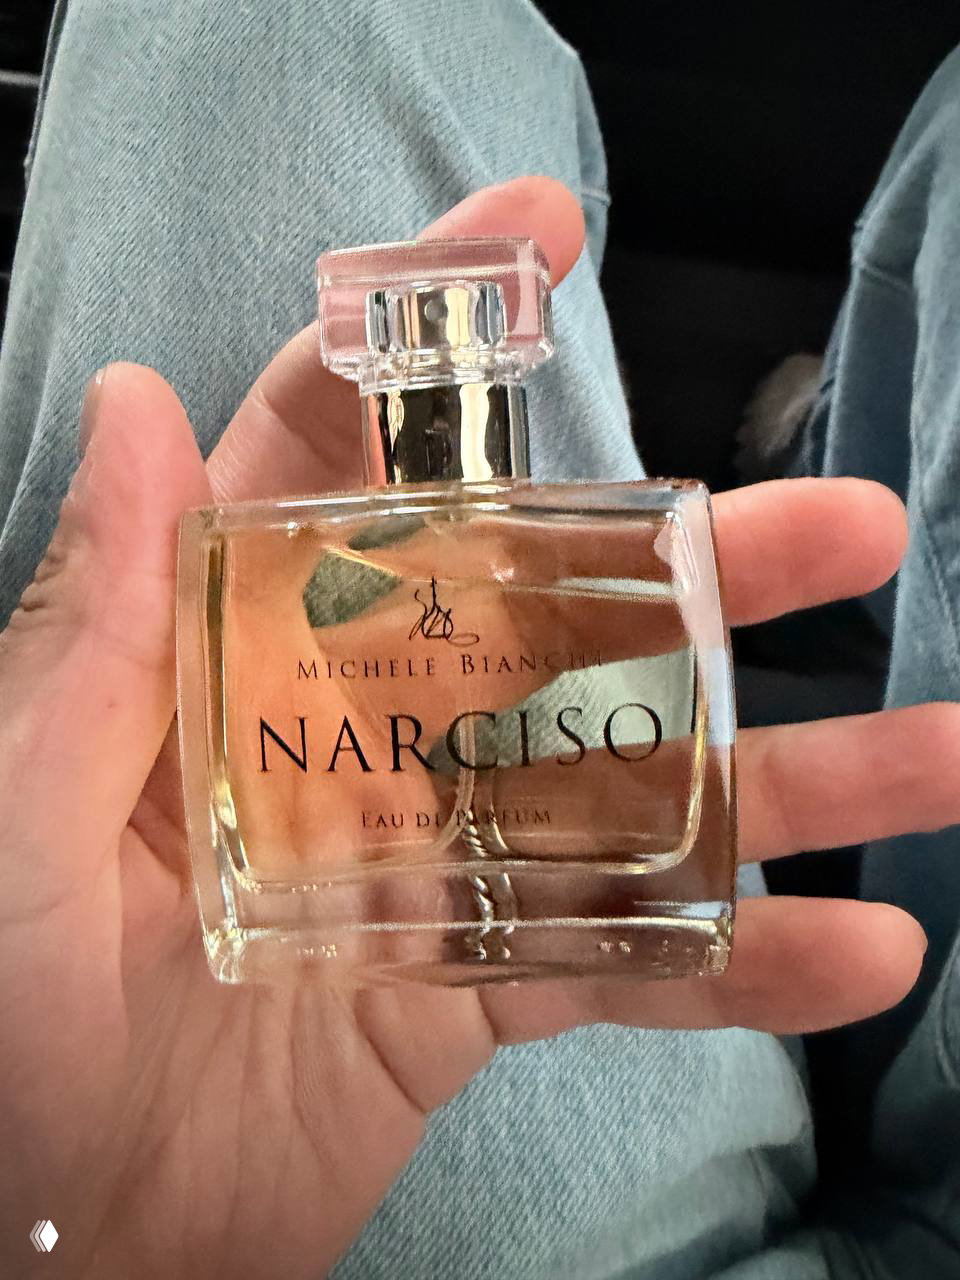 MICHELE BIANCHI
NARCISO
EAU DE PARFUM